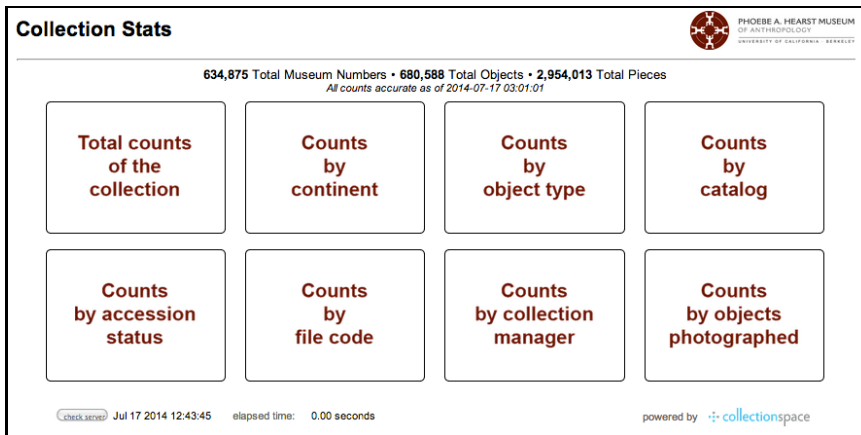 Collection Stats
PHOEBE A. HEARST MUSEUM
OF ANTHROPOLOGY
UNIVERSITY OF CALIFORNIA · BERKELEY
634,875 Total Museum Numbers • 680,588 Total Objects • 2,954,013 Total Pieces
All counts accurate as of 2014-07-17 03:01:01
Total counts
of the
collection
Counts
by
continent
Counts
by
object type
Counts
by
catalog
Counts
by accession
status
Counts
by
file code
Counts
by collection
manager
Counts
by objects
photographed
check server Jul 17 2014 12:43:45 elapsed time: 0.00 seconds
powered by collectionspace